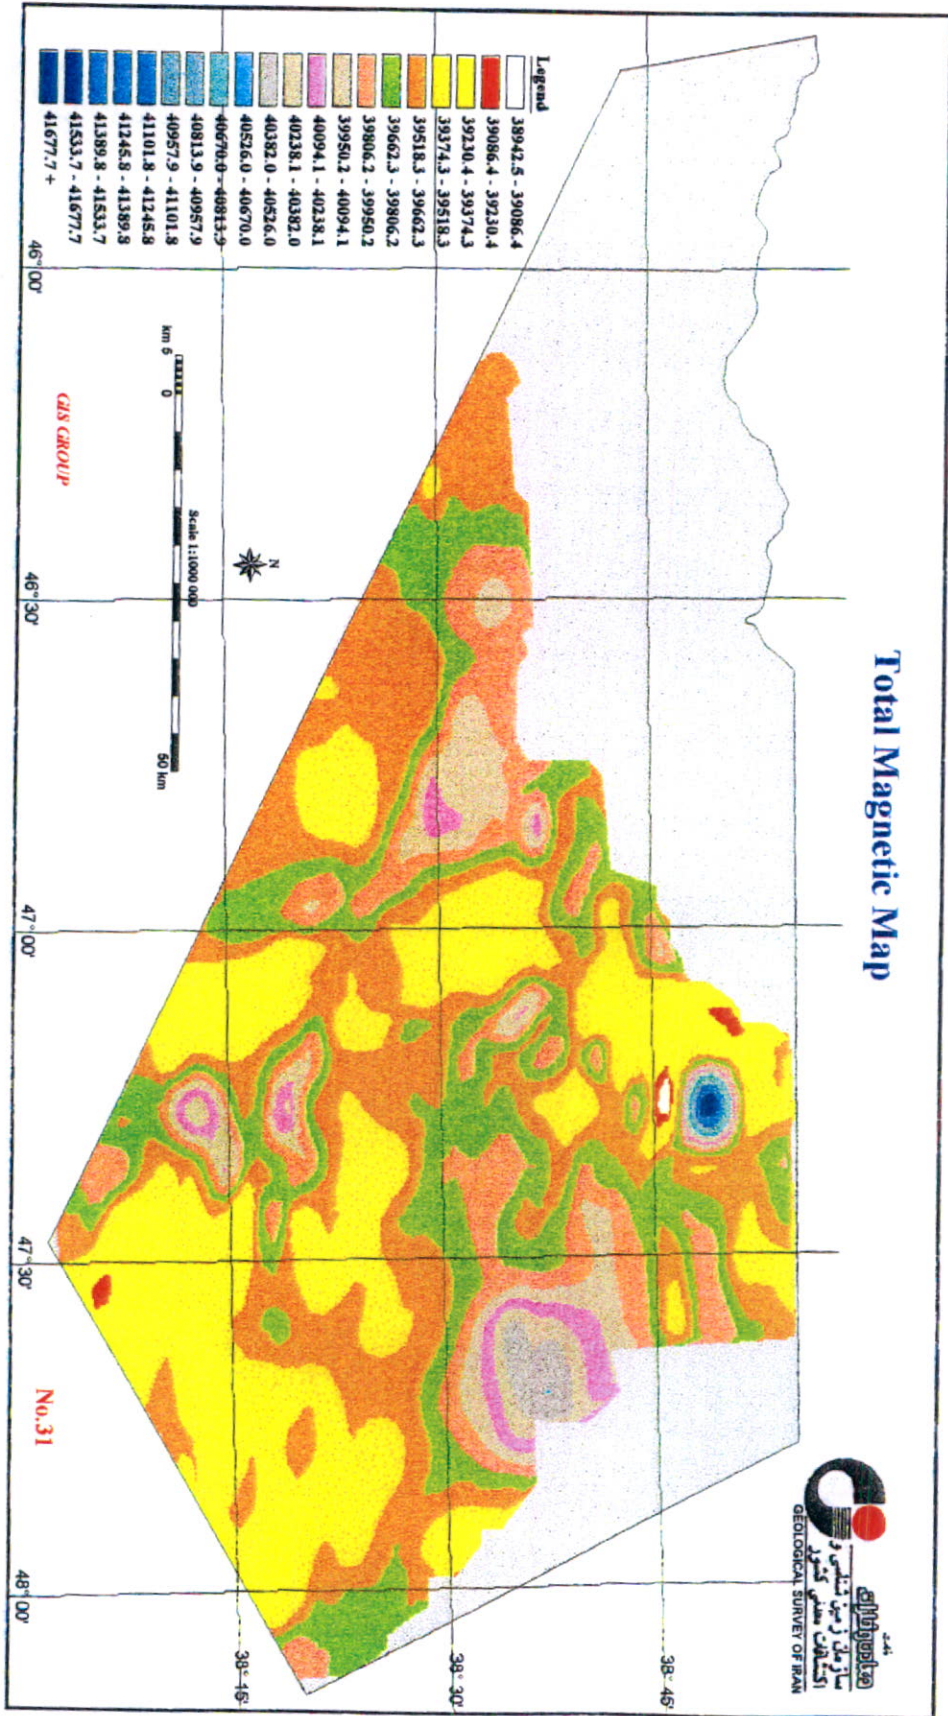 Total Magnetic Map
سازمان زمین شناسی و
اکتشافات معدنی کشور
GEOLOGICAL SURVEY OF IRAN
38° 45'
38° 30'
38° 15'
Legend
38942.5 - 39086.4
39086.4 - 39230.4
39230.4 - 39374.3
39374.3 - 39518.3
39518.3 - 39662.3
39662.3 - 39806.2
39806.2 - 39950.2
39950.2 - 40094.1
40094.1 - 40238.1
40238.1 - 40382.0
40382.0 - 40526.0
40526.0 - 40670.0
40670.0 - 40813.9
40813.9 - 40957.9
40957.9 - 41101.8
41101.8 - 41245.8
41245.8 - 41389.8
41389.8 - 41533.7
41533.7 - 41677.7
41677.7 +
N
Scale 1:1000 000
km 5 0 50 km
46°00'
46°30'
47°00'
47°30'
48°00'
GIS GROUP
No.31